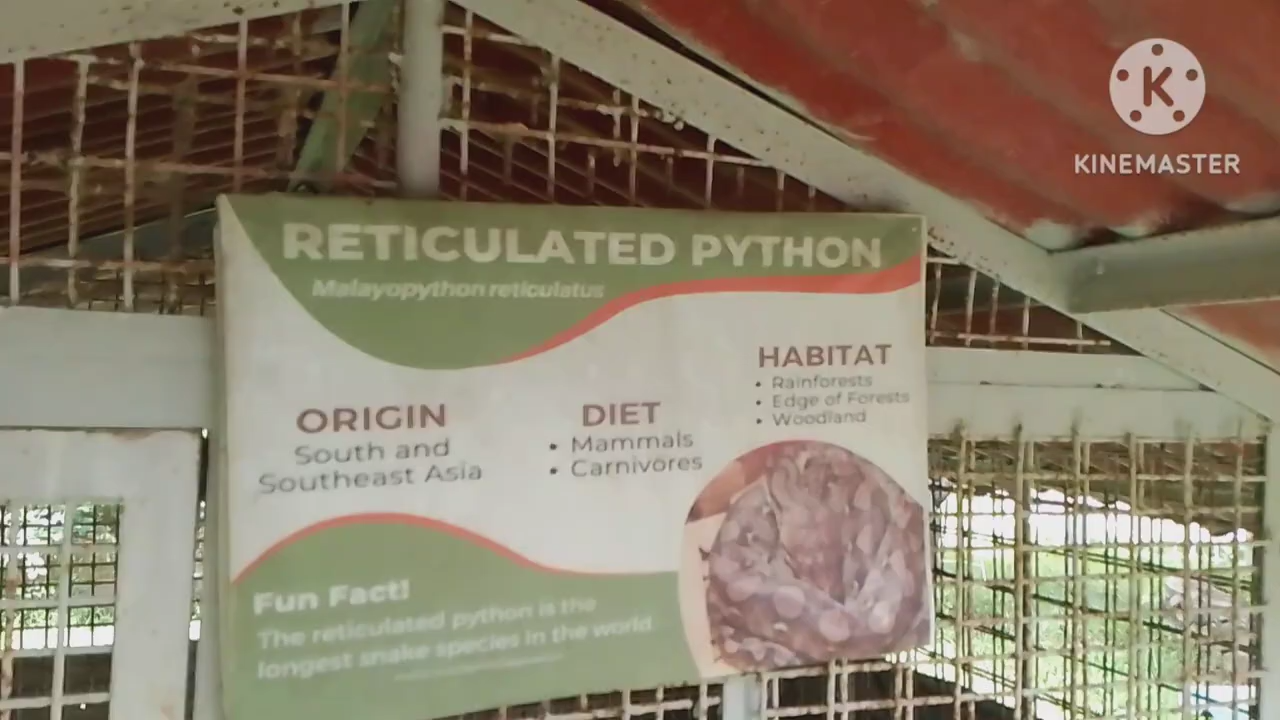 K
KINEMASTER
RETICULATED PYTHON
Malayopython reticulatus
HABITAT
• Rainforests
• Edge of Forests
• Woodland
ORIGIN
South and
Southeast Asia
DIET
• Mammals
• Carnivores
Fun Fact!
The reticulated python is the
longest snake species in the world